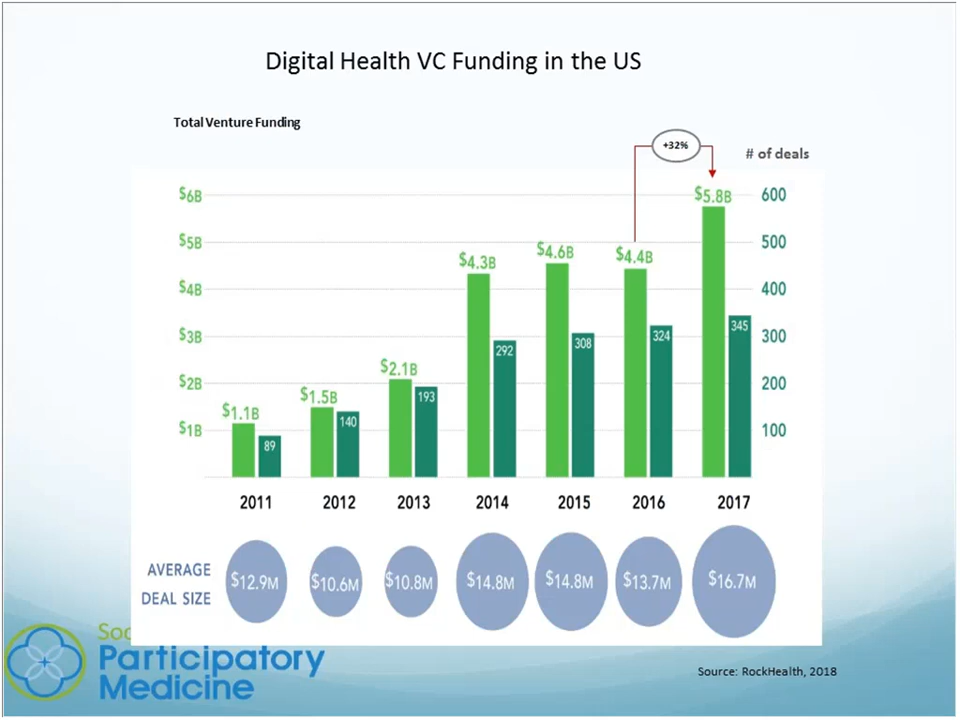 Digital Health VC Funding in the US
Total Venture Funding
+32%
# of deals
$6B
$5B
$4B
$3B
$2B
$1B
600
500
400
300
200
100
$1.1B
89
$1.5B
140
$2.1B
193
$4.3B
292
$4.6B
308
$4.4B
324
$5.8B
345
2011 2012 2013 2014 2015 2016 2017
AVERAGE
DEAL SIZE
$12.9M $10.6M $10.8M $14.8M $14.8M $13.7M $16.7M
Participatory
Medicine
Source: RockHealth, 2018